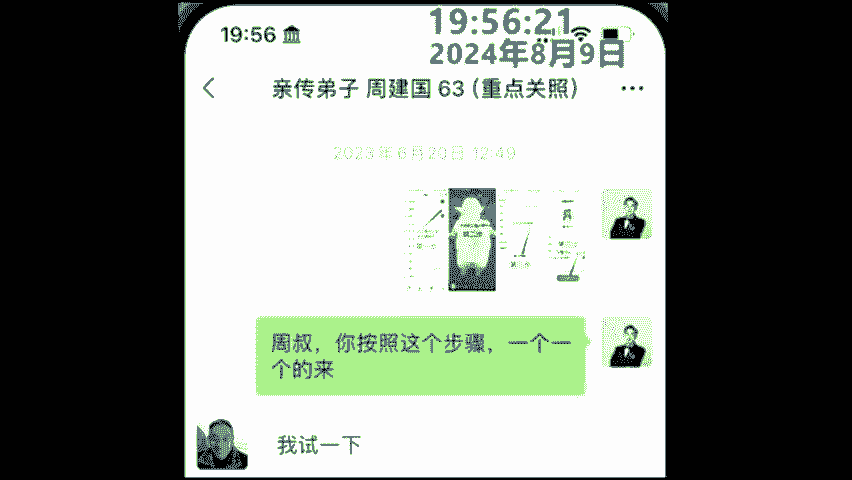 19:56
19:56:21
2024年8月9日
亲传弟子 周建国 63 (重点关照)
2023年6月20日 12:49
周叔，你按照这个步骤，一个一
个的来
我试一下